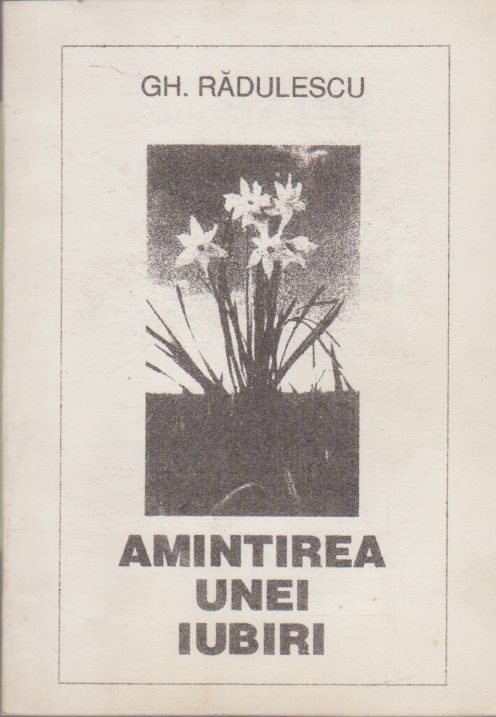 GH. RĂDULESCU
AMINTIREA
UNEI
IUBIRI